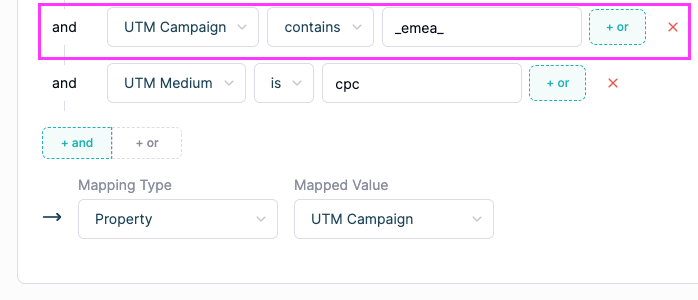 and UTM Campaign contains _emea_ + or
and UTM Medium is cpc + or
+ and + or
Mapping Type Mapped Value
Property UTM Campaign